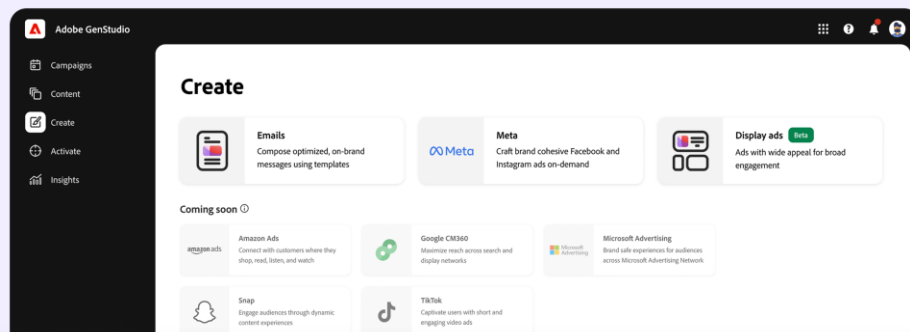 Adobe GenStudio
Campaigns
Content
Create
Activate
Insights
Create
Emails
Compose optimized, on-brand
messages using templates
Meta
Meta
Craft brand cohesive Facebook and
Instagram ads on-demand
Display ads Beta
Ads with wide appeal for broad
engagement
Coming soon
amazon ads
Amazon Ads
Connect with customers where they
shop, read, listen, and watch
Google CM360
Maximize reach across search and
display networks
Microsoft
Advertising
Microsoft Advertising
Brand safe experiences for audiences
across Microsoft Advertising Network
Snap
Engage audiences through dynamic
content experiences
TikTok
Captivate users with short and
engaging video ads